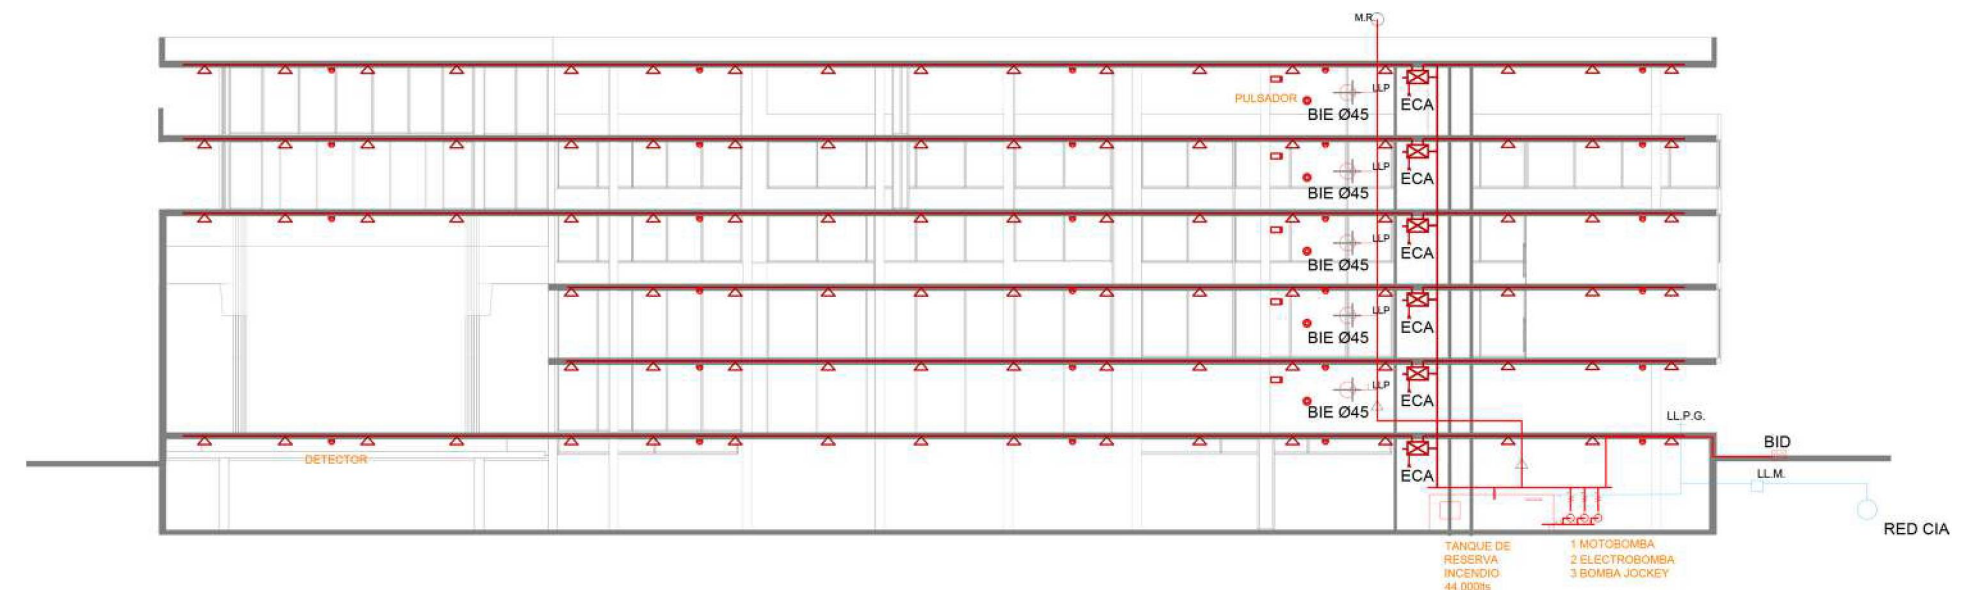 M.R
LLP
ECA
PULSADOR
BIE Ø45
LLP
ECA
BIE Ø45
LLP
ECA
BIE Ø45
LLP
ECA
BIE Ø45
LLP
ECA
BIE Ø45
LL.P.G.
BID
DETECTOR
ECA
LL.M.
RED CIA
TANQUE DE
RESERVA
INCENDIO
44.000lts
1 MOTOBOMBA
2 ELECTROBOMBA
3 BOMBA JOCKEY